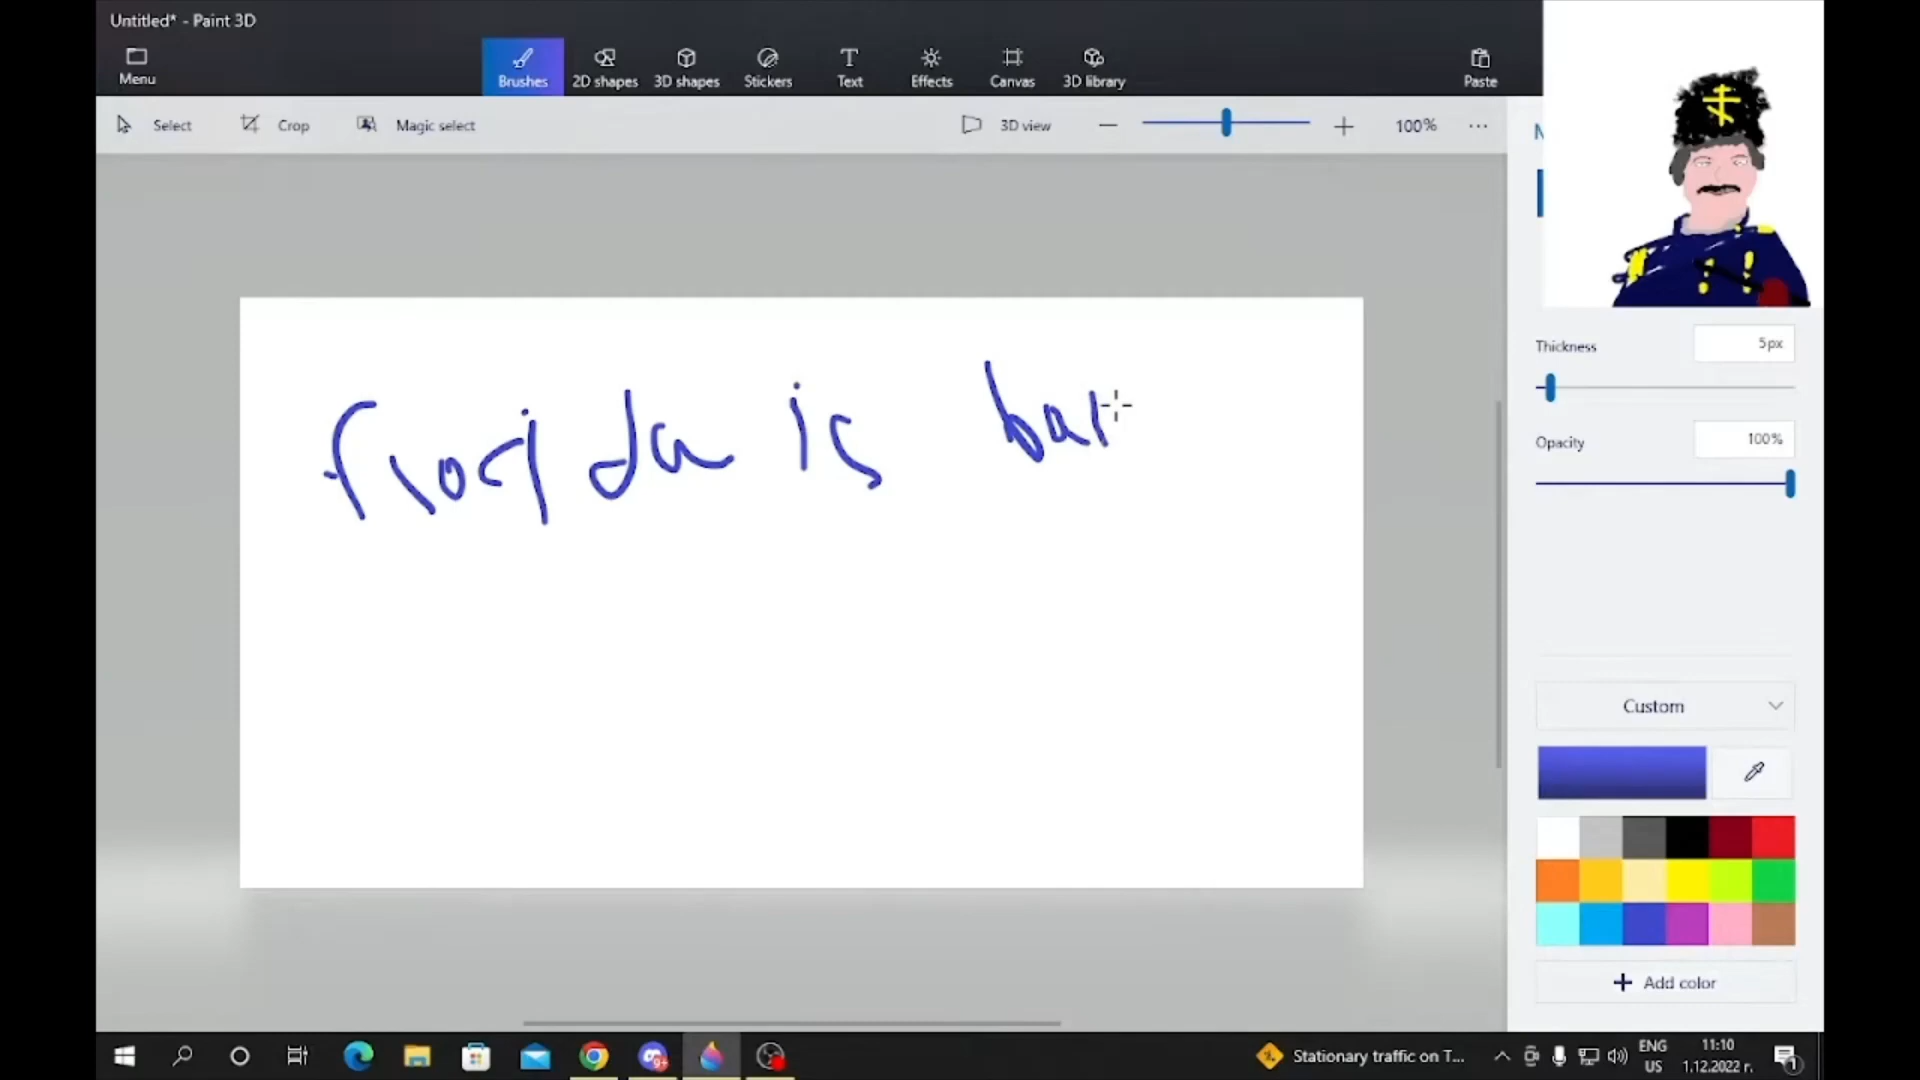 Untitled* - Paint 3D
Menu
Brushes
2D shapes
3D shapes
Stickers
Text
Effects
Canvas
3D library
Paste
Select
Crop
Magic select
3D view
100%
florida is bar
Thickness
5px
Opacity
100%
Custom
Add color
Stationary traffic on T...
ENG
US
11:10
1.12.2022 г.